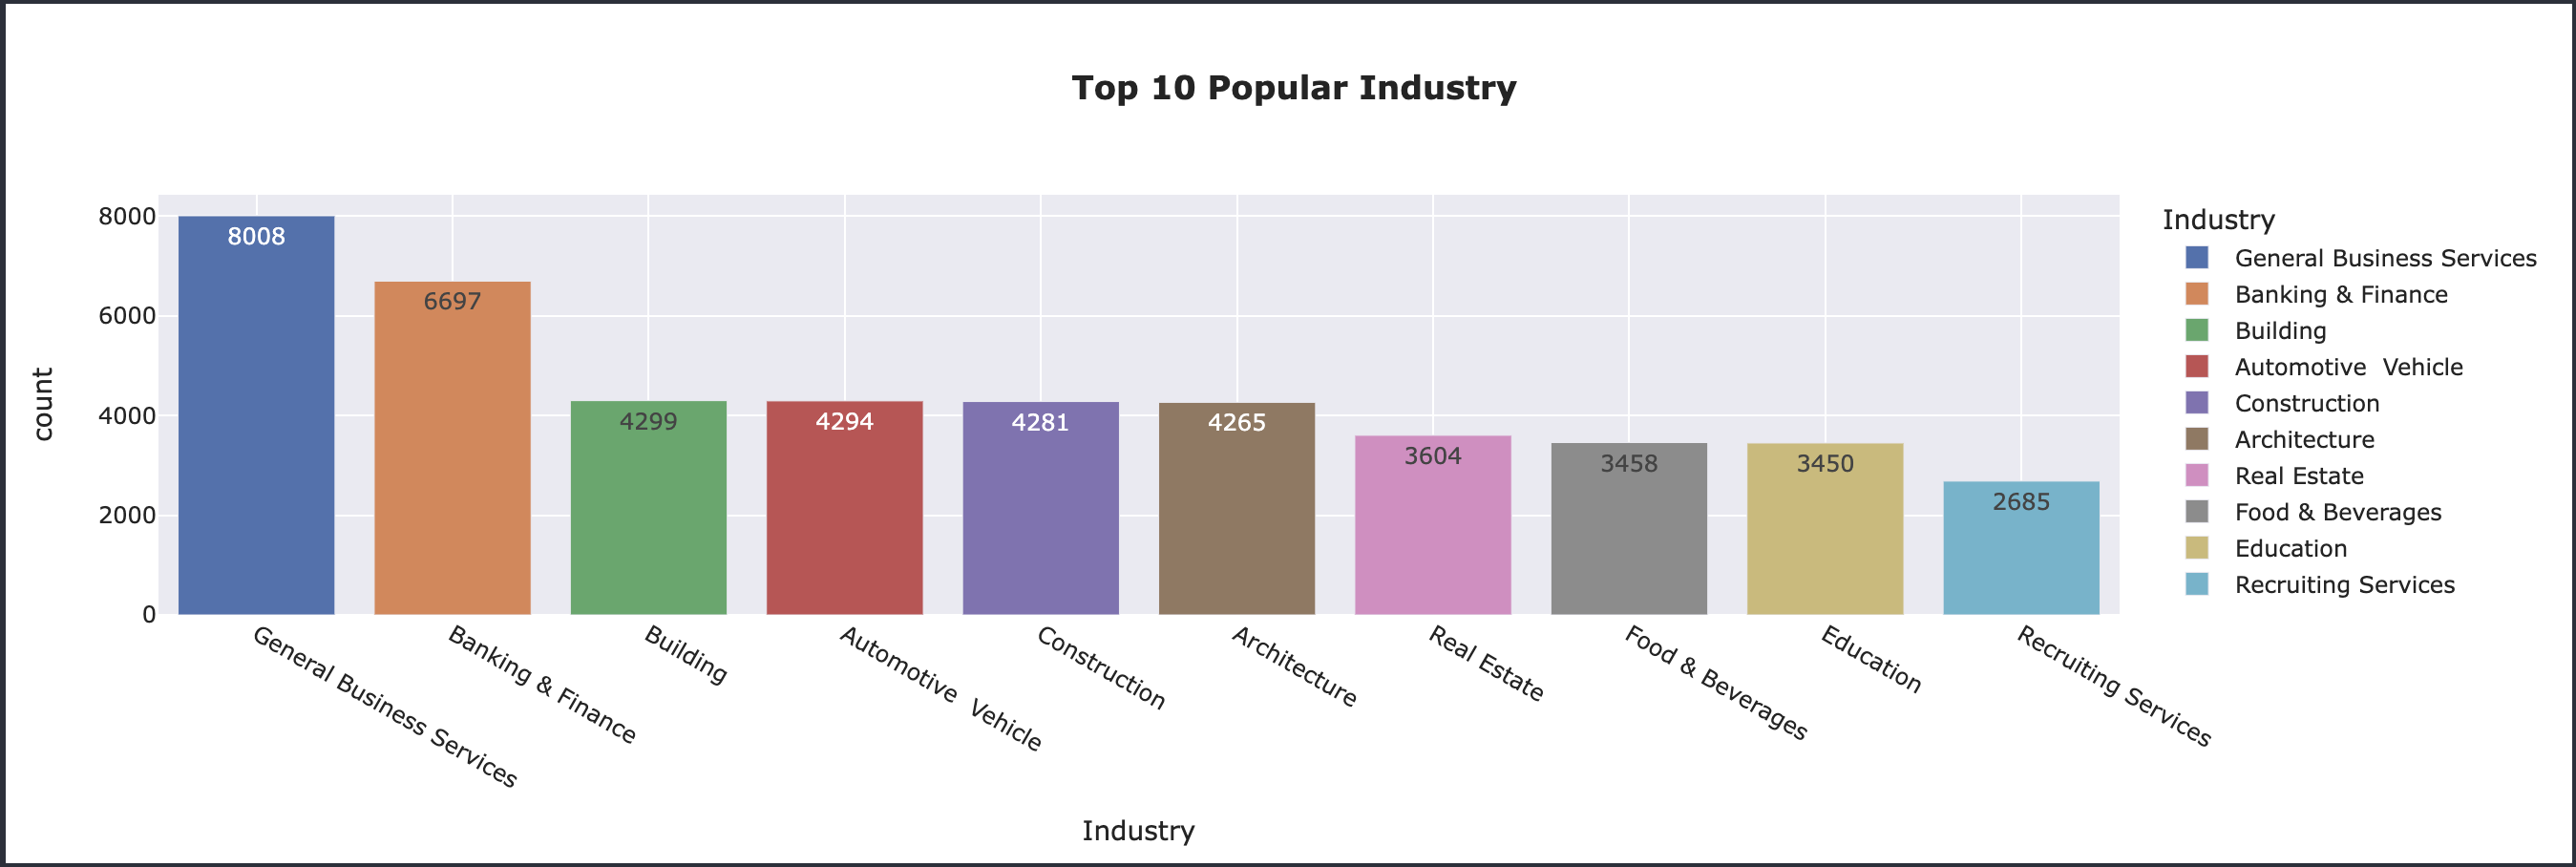 Top 10 Popular Industry
count
8000
6000
4000
2000
0
8008
6697
4299
4294
4281
4265
3604
3458
3450
2685
General Business Services
Banking & Finance
Building
Automotive  Vehicle
Construction
Architecture
Real Estate
Food & Beverages
Education
Recruiting Services
Industry
Industry
General Business Services
Banking & Finance
Building
Automotive  Vehicle
Construction
Architecture
Real Estate
Food & Beverages
Education
Recruiting Services